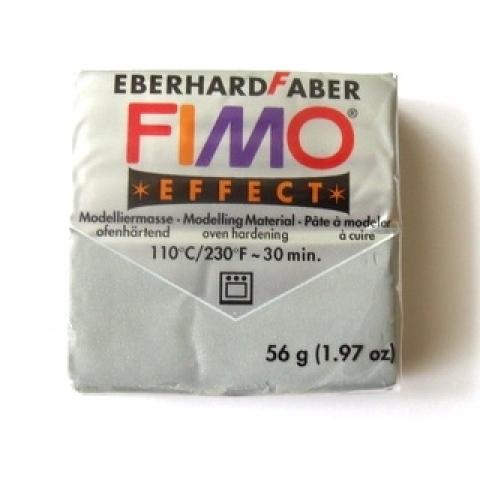 EBERHARDFABER
FIMO®
*EFFECT*
Modelliermasse - Modelling Material - Pâte à modeler
ofenhärtend oven hardening à cuire
110°C/230°F ~ 30 min.
56 g (1.97 oz)